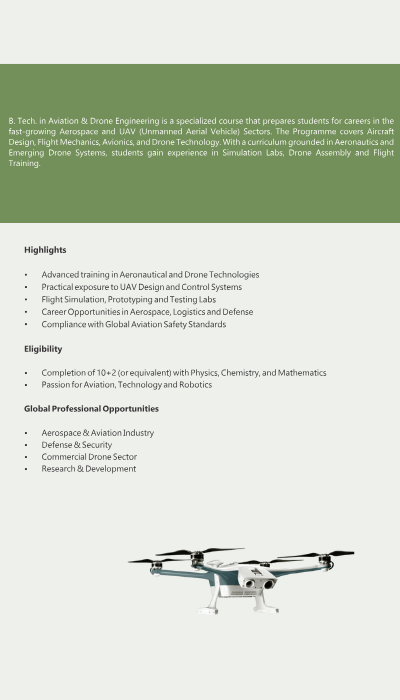 B. Tech. in Aviation & Drone Engineering is a specialized course that prepares students for careers in the
fast-growing Aerospace and UAV (Unmanned Aerial Vehicle) Sectors. The Programme covers Aircraft
Design, Flight Mechanics, Avionics, and Drone Technology. With a curriculum grounded in Aeronautics and
Emerging Drone Systems, students gain experience in Simulation Labs, Drone Assembly and Flight
Training.
Highlights
• Advanced training in Aeronautical and Drone Technologies
• Practical exposure to UAV Design and Control Systems
• Flight Simulation, Prototyping and Testing Labs
• Career Opportunities in Aerospace, Logistics and Defense
• Compliance with Global Aviation Safety Standards
Eligibility
• Completion of 10+2 (or equivalent) with Physics, Chemistry, and Mathematics
• Passion for Aviation, Technology and Robotics
Global Professional Opportunities
• Aerospace & Aviation Industry
• Defense & Security
• Commercial Drone Sector
• Research & Development